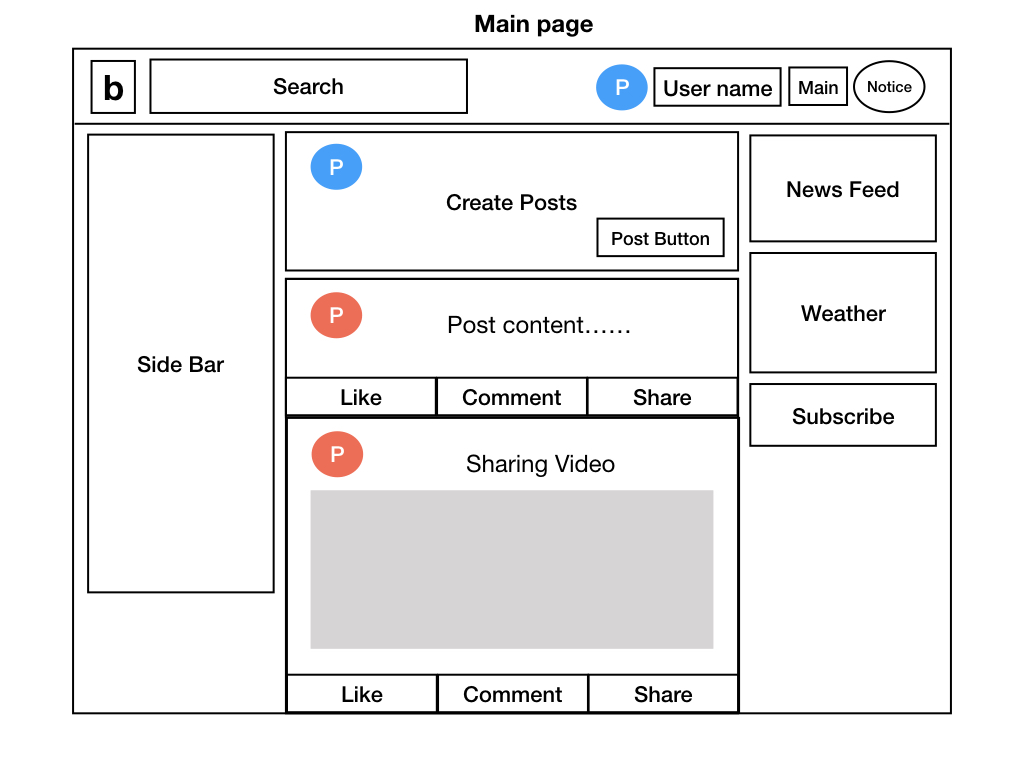 Main page
b
Search
P
User name
Main
Notice
Side Bar
P
Create Posts
Post Button
P
Post content......
Like
Comment
Share
P
Sharing Video
Like
Comment
Share
News Feed
Weather
Subscribe